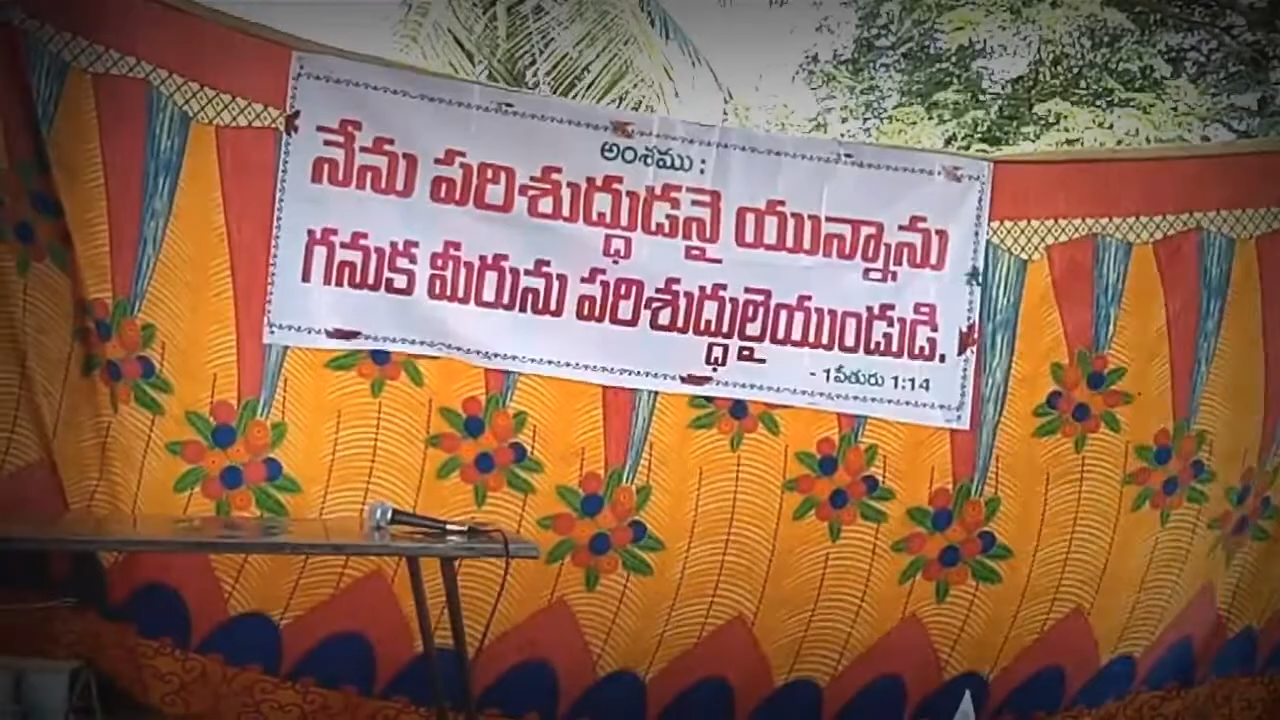 అంశము :
నేను పరిశుద్ధుడనై యున్నాను
గనుక మీరును పరిశుద్ధులైయుండుడి.
- 1పేతురు 1:14